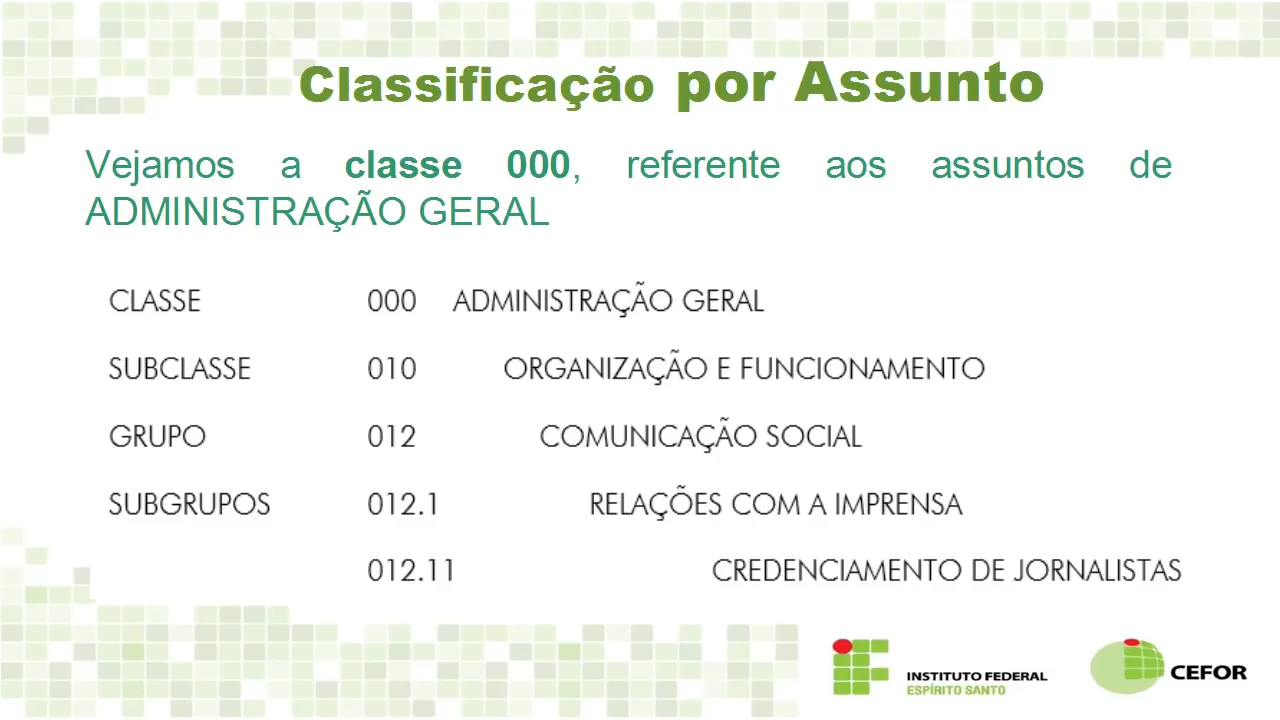 Classificação por Assunto
Vejamos a classe 000, referente aos assuntos de
ADMINISTRAÇÃO GERAL
CLASSE 000 ADMINISTRAÇÃO GERAL
SUBCLASSE 010 ORGANIZAÇÃO E FUNCIONAMENTO
GRUPO 012 COMUNICAÇÃO SOCIAL
SUBGRUPOS 012.1 RELAÇÕES COM A IMPRENSA
012.11 CREDENCIAMENTO DE JORNALISTAS
INSTITUTO FEDERAL
ESPÍRITO SANTO
CEFOR